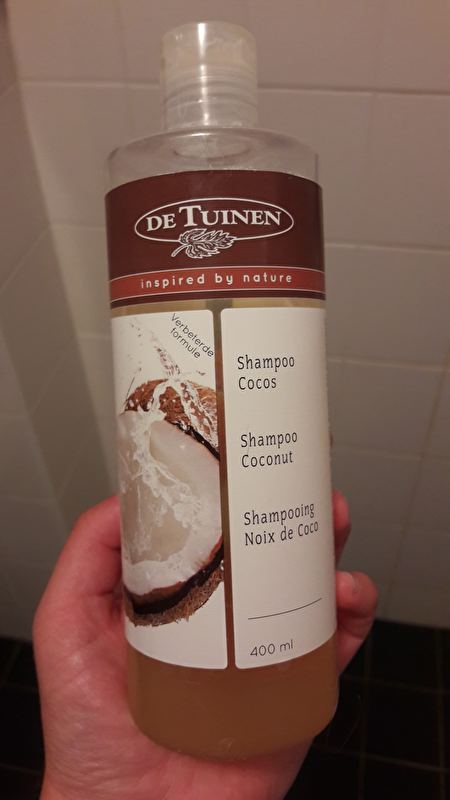 DE TUINEN
inspired by nature
Verbeterde
formule
Shampoo
Cocos
Shampoo
Coconut
Shampooing
Noix de Coco
400 ml